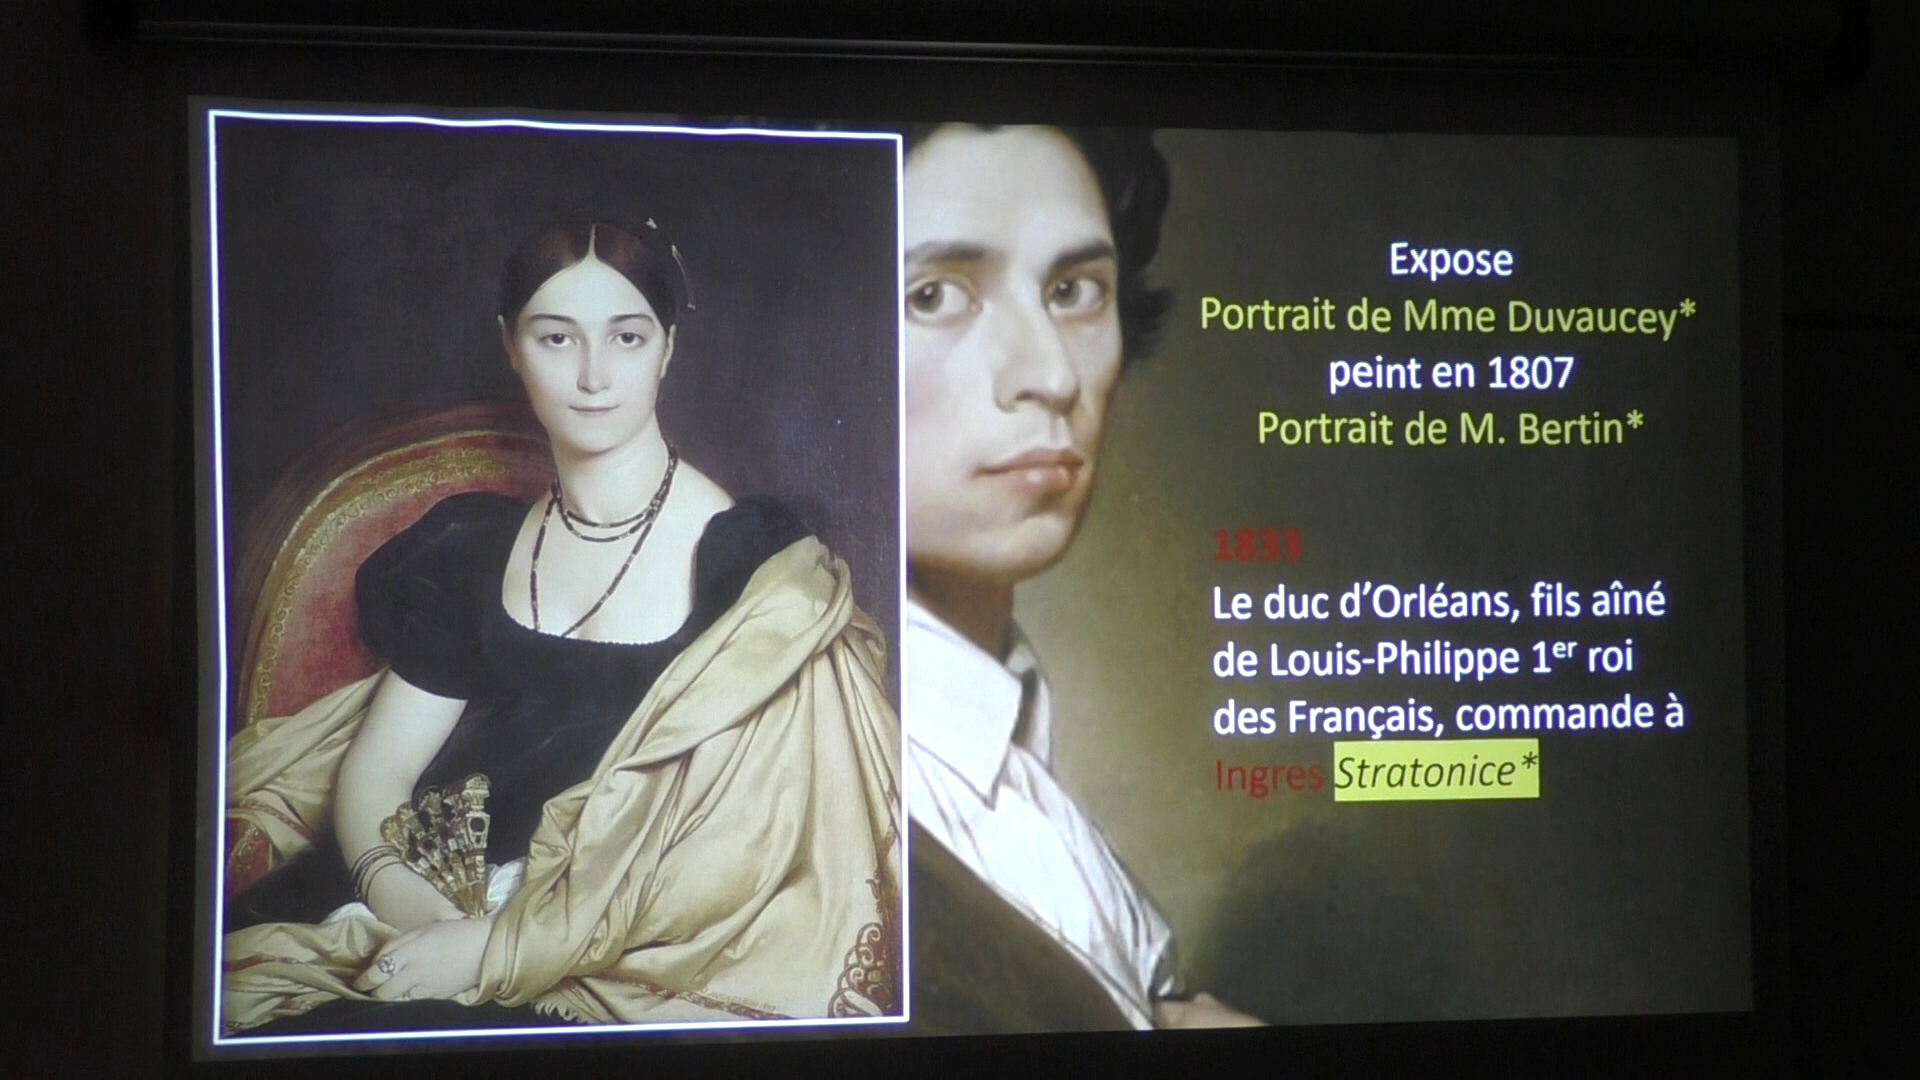 Expose
Portrait de Mme Duvaucey*
peint en 1807
Portrait de M. Bertin*
1833
Le duc d'Orléans, fils aîné
de Louis-Philippe 1er roi
des Français, commande à
Ingres Stratonice*